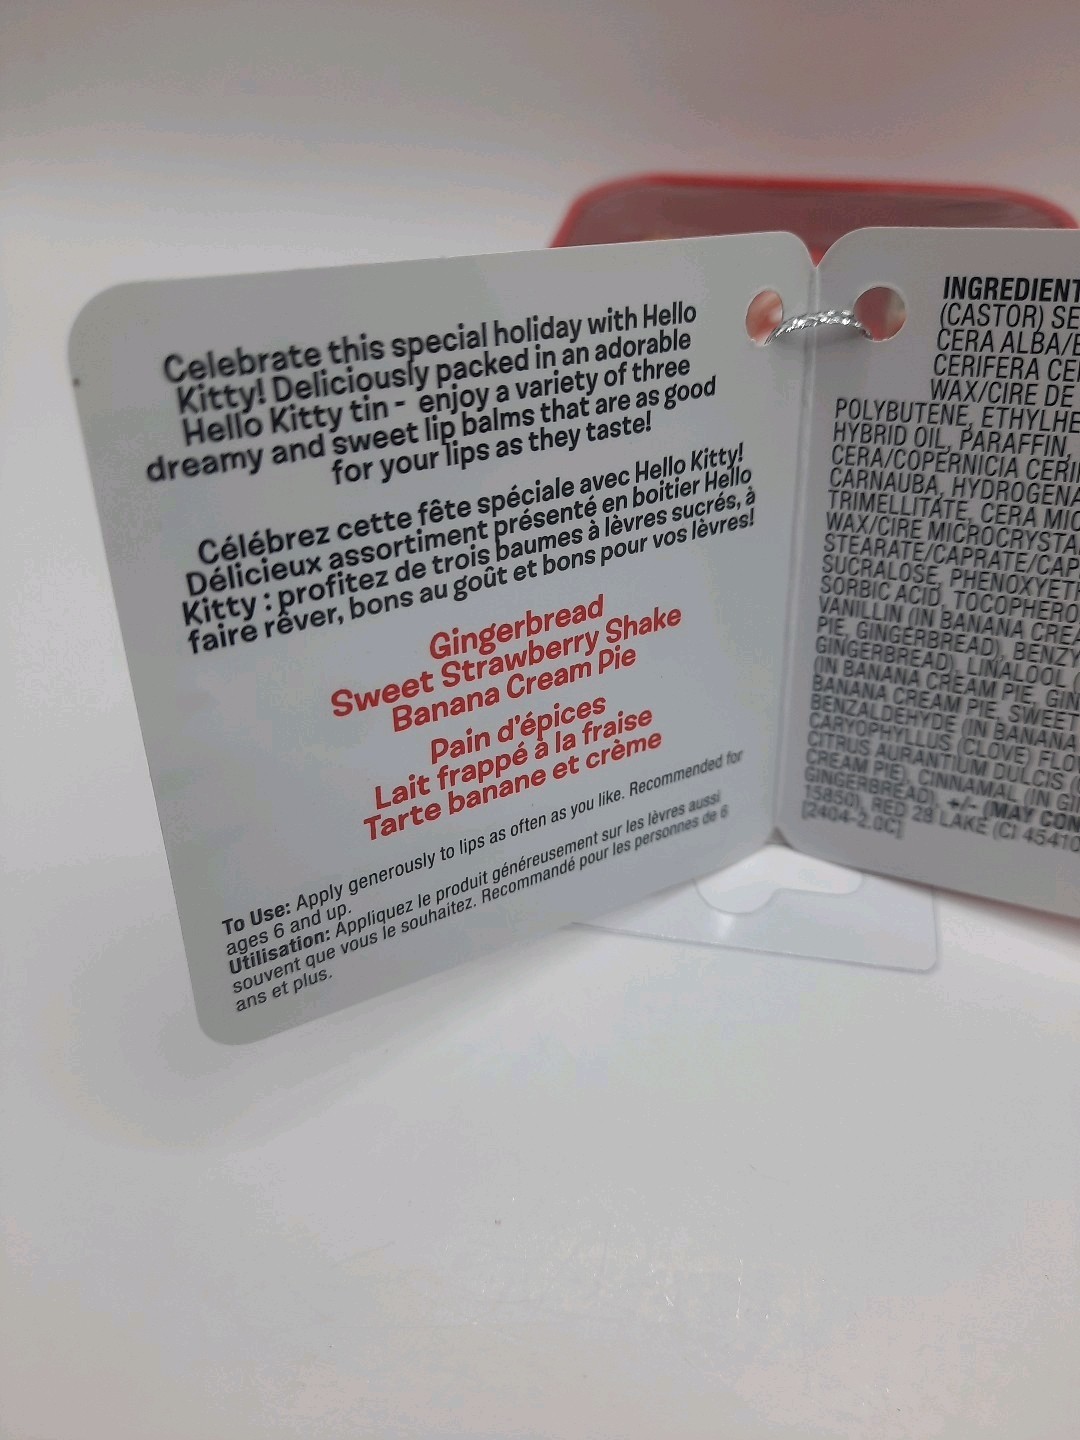 Celebrate this special holiday with Hello
Kitty! Deliciously packed in an adorable
Hello Kitty tin - enjoy a variety of three
dreamy and sweet lip balms that are as good
for your lips as they taste!
Célébrez cette fête spéciale avec Hello Kitty!
Délicieux assortiment présenté en boitier Hello
Kitty : profitez de trois baumes à lèvres sucrés, à
faire rêver, bons au goût et bons pour vos lèvres!
Gingerbread
Sweet Strawberry Shake
Banana Cream Pie
Pain d'épices
Lait frappé à la fraise
Tarte banane et crème
To Use: Apply generously to lips as often as you like. Recommended for
ages 6 and up.
Utilisation: Appliquez le produit généreusement sur les lèvres aussi
souvent que vous le souhaitez. Recommandé pour les personnes de 6
ans et plus.
INGREDIENT
(CASTOR) SE
CERA ALBA/
CERIFERA CE
WAX/CIRE DE
POLYBUTENE, ETHYLHE
HYBRID OIL, PARAFFIN,
CERA/COPERNICIA CERI
CARNAUBA, HYDROGENA
TRIMELLITATE, CERA MIC
WAX/CIRE MICROCRYSTA
STEARATE/CAPRATE/CAP
SUCRALOSE, PHENOXYET
SORBIC ACID, TOCOPHERO
VANILLIN (IN BANANA CREA
PIE, GINGERBREAD), BENZY
GINGERBREAD), LINALOOL (
(IN BANANA CREAM PIE, GIN
BANANA CREAM PIE, SWEET
BENZALDEHYDE (IN BANANA
CARYOPHYLLUS (CLOVE) FLO
CITRUS AURANTIUM DULCIS (
CREAM PIE), CINNAMAL (IN GI
GINGERBREAD), +/- (MAY CON
15850), RED 28 LAKE (CI 45410
[2404-2.0C]